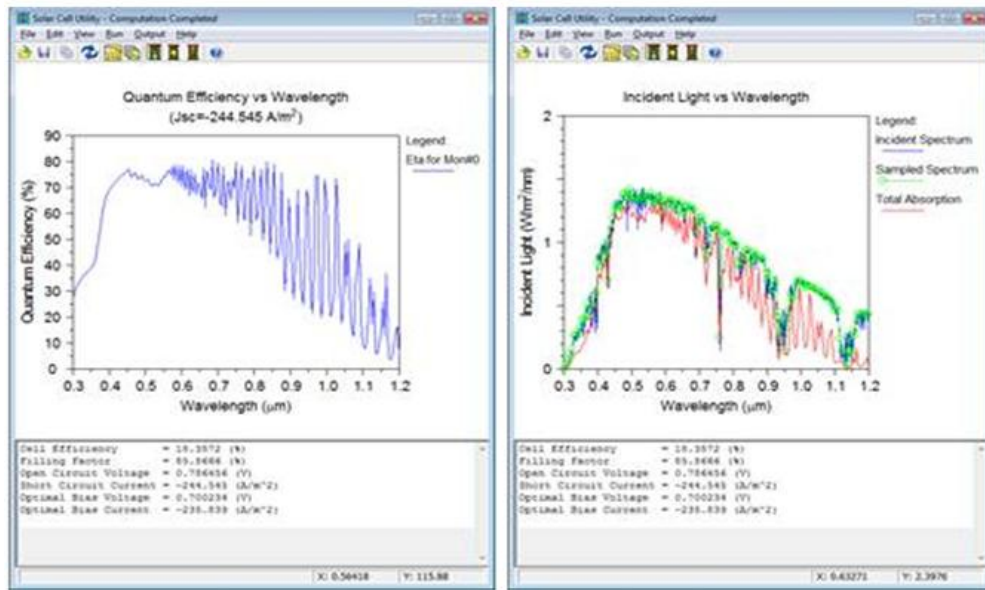 Solar Cell Utility - Computation Completed
File Edit View Run Output Help
Quantum Efficiency vs Wavelength
(Jsc=-244.545 A/m²)
Legend
Eta for Mon#0
Quantum Efficiency (%)
90
80
70
60
50
40
30
20
10
0
0.3 0.4 0.5 0.6 0.7 0.8 0.9 1.0 1.1 1.2
Wavelength (μm)
Cell Efficiency = 18.3572 (%)
Filling Factor = 85.8666 (%)
Open Circuit Voltage = 0.786456 (V)
Short Circuit Current = -244.545 (A/m^2)
Optimal Bias Voltage = 0.700234 (V)
Optimal Bias Current = -235.839 (A/m^2)
X: 0.56418 Y: 115.88
Solar Cell Utility - Computation Completed
File Edit View Run Output Help
Incident Light vs Wavelength
Legend:
Incident Spectrum
Sampled Spectrum
Total Absorption
Incident Light (W/m²/nm)
2
1
0
0.3 0.4 0.5 0.6 0.7 0.8 0.9 1.0 1.1 1.2
Wavelength (μm)
Cell Efficiency = 18.3572 (%)
Filling Factor = 85.8666 (%)
Open Circuit Voltage = 0.786456 (V)
Short Circuit Current = -244.545 (A/m^2)
Optimal Bias Voltage = 0.700234 (V)
Optimal Bias Current = -235.839 (A/m^2)
X: 0.63271 Y: 2.3976